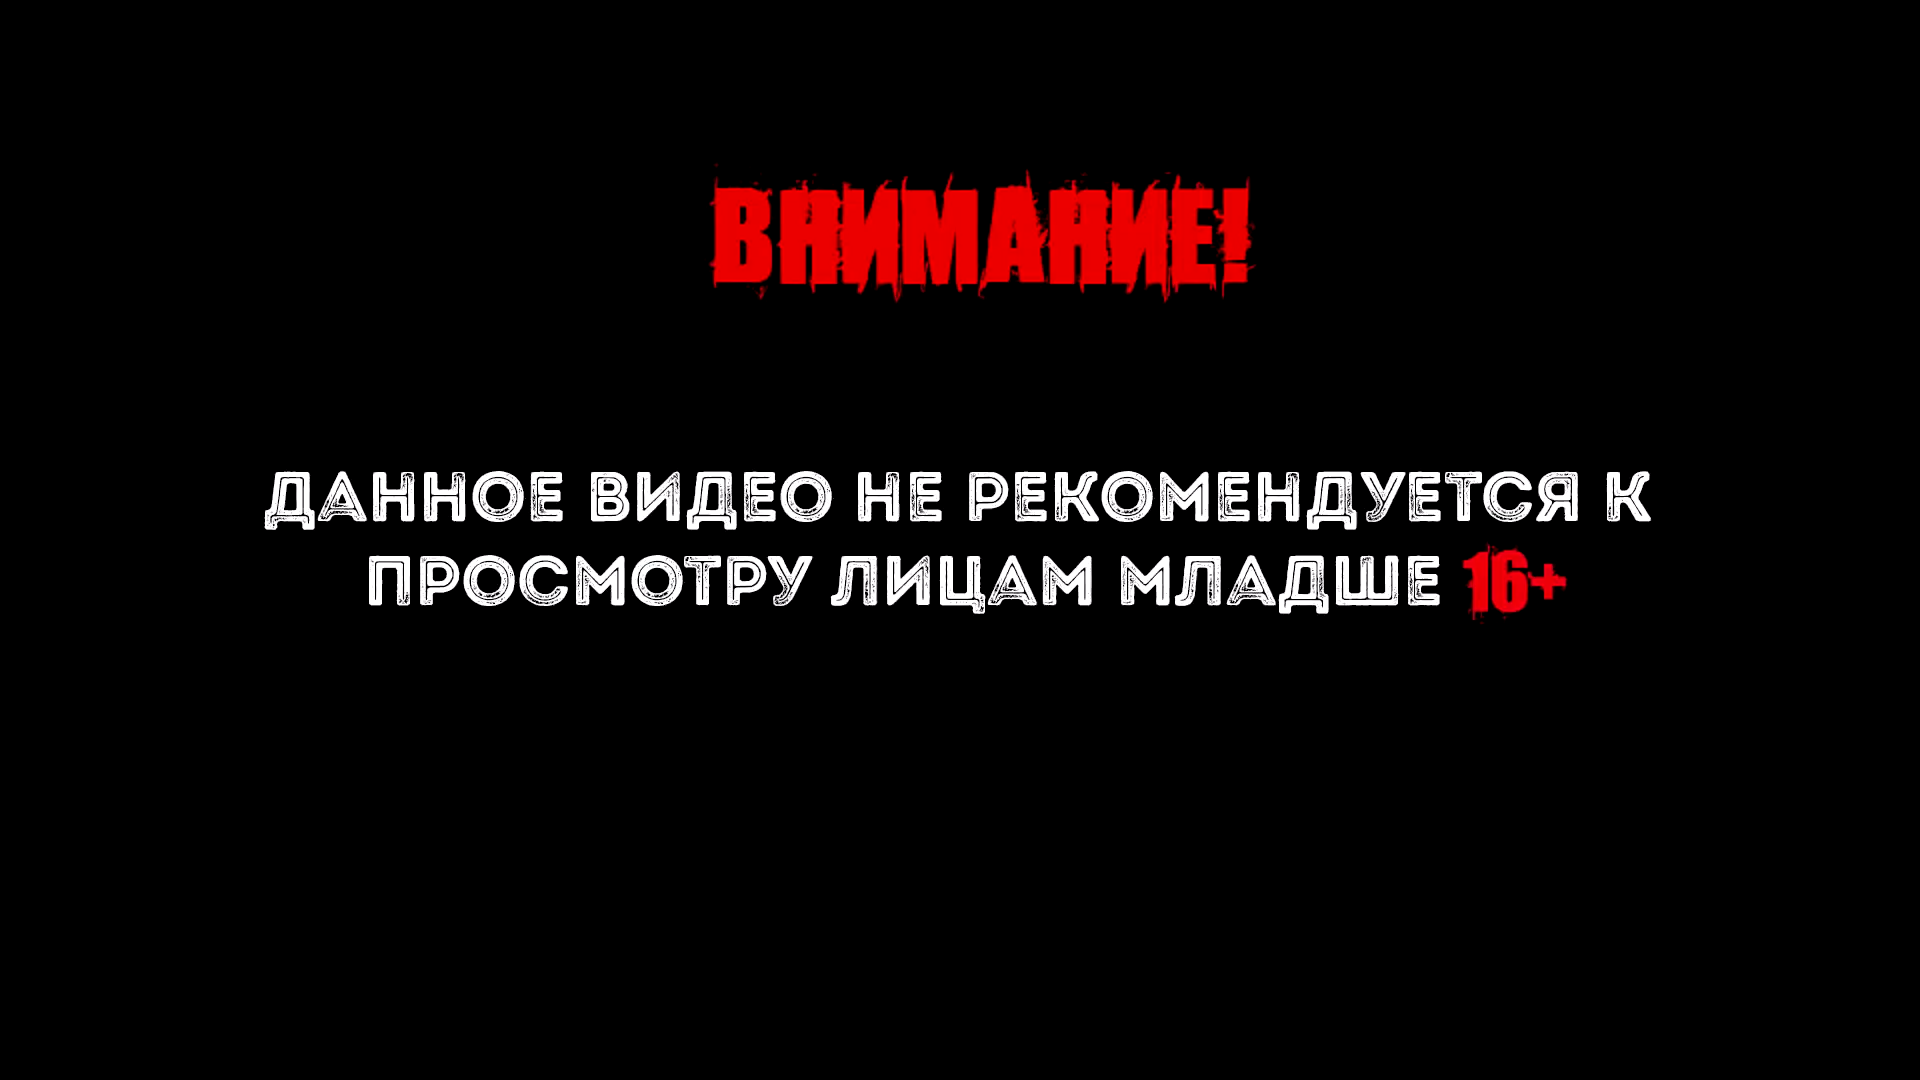 ВНИМАНИЕ!
ДАННОЕ ВИДЕО НЕ РЕКОМЕНДУЕТСЯ К
ПРОСМОТРУ ЛИЦАМ МЛАДШЕ 16+